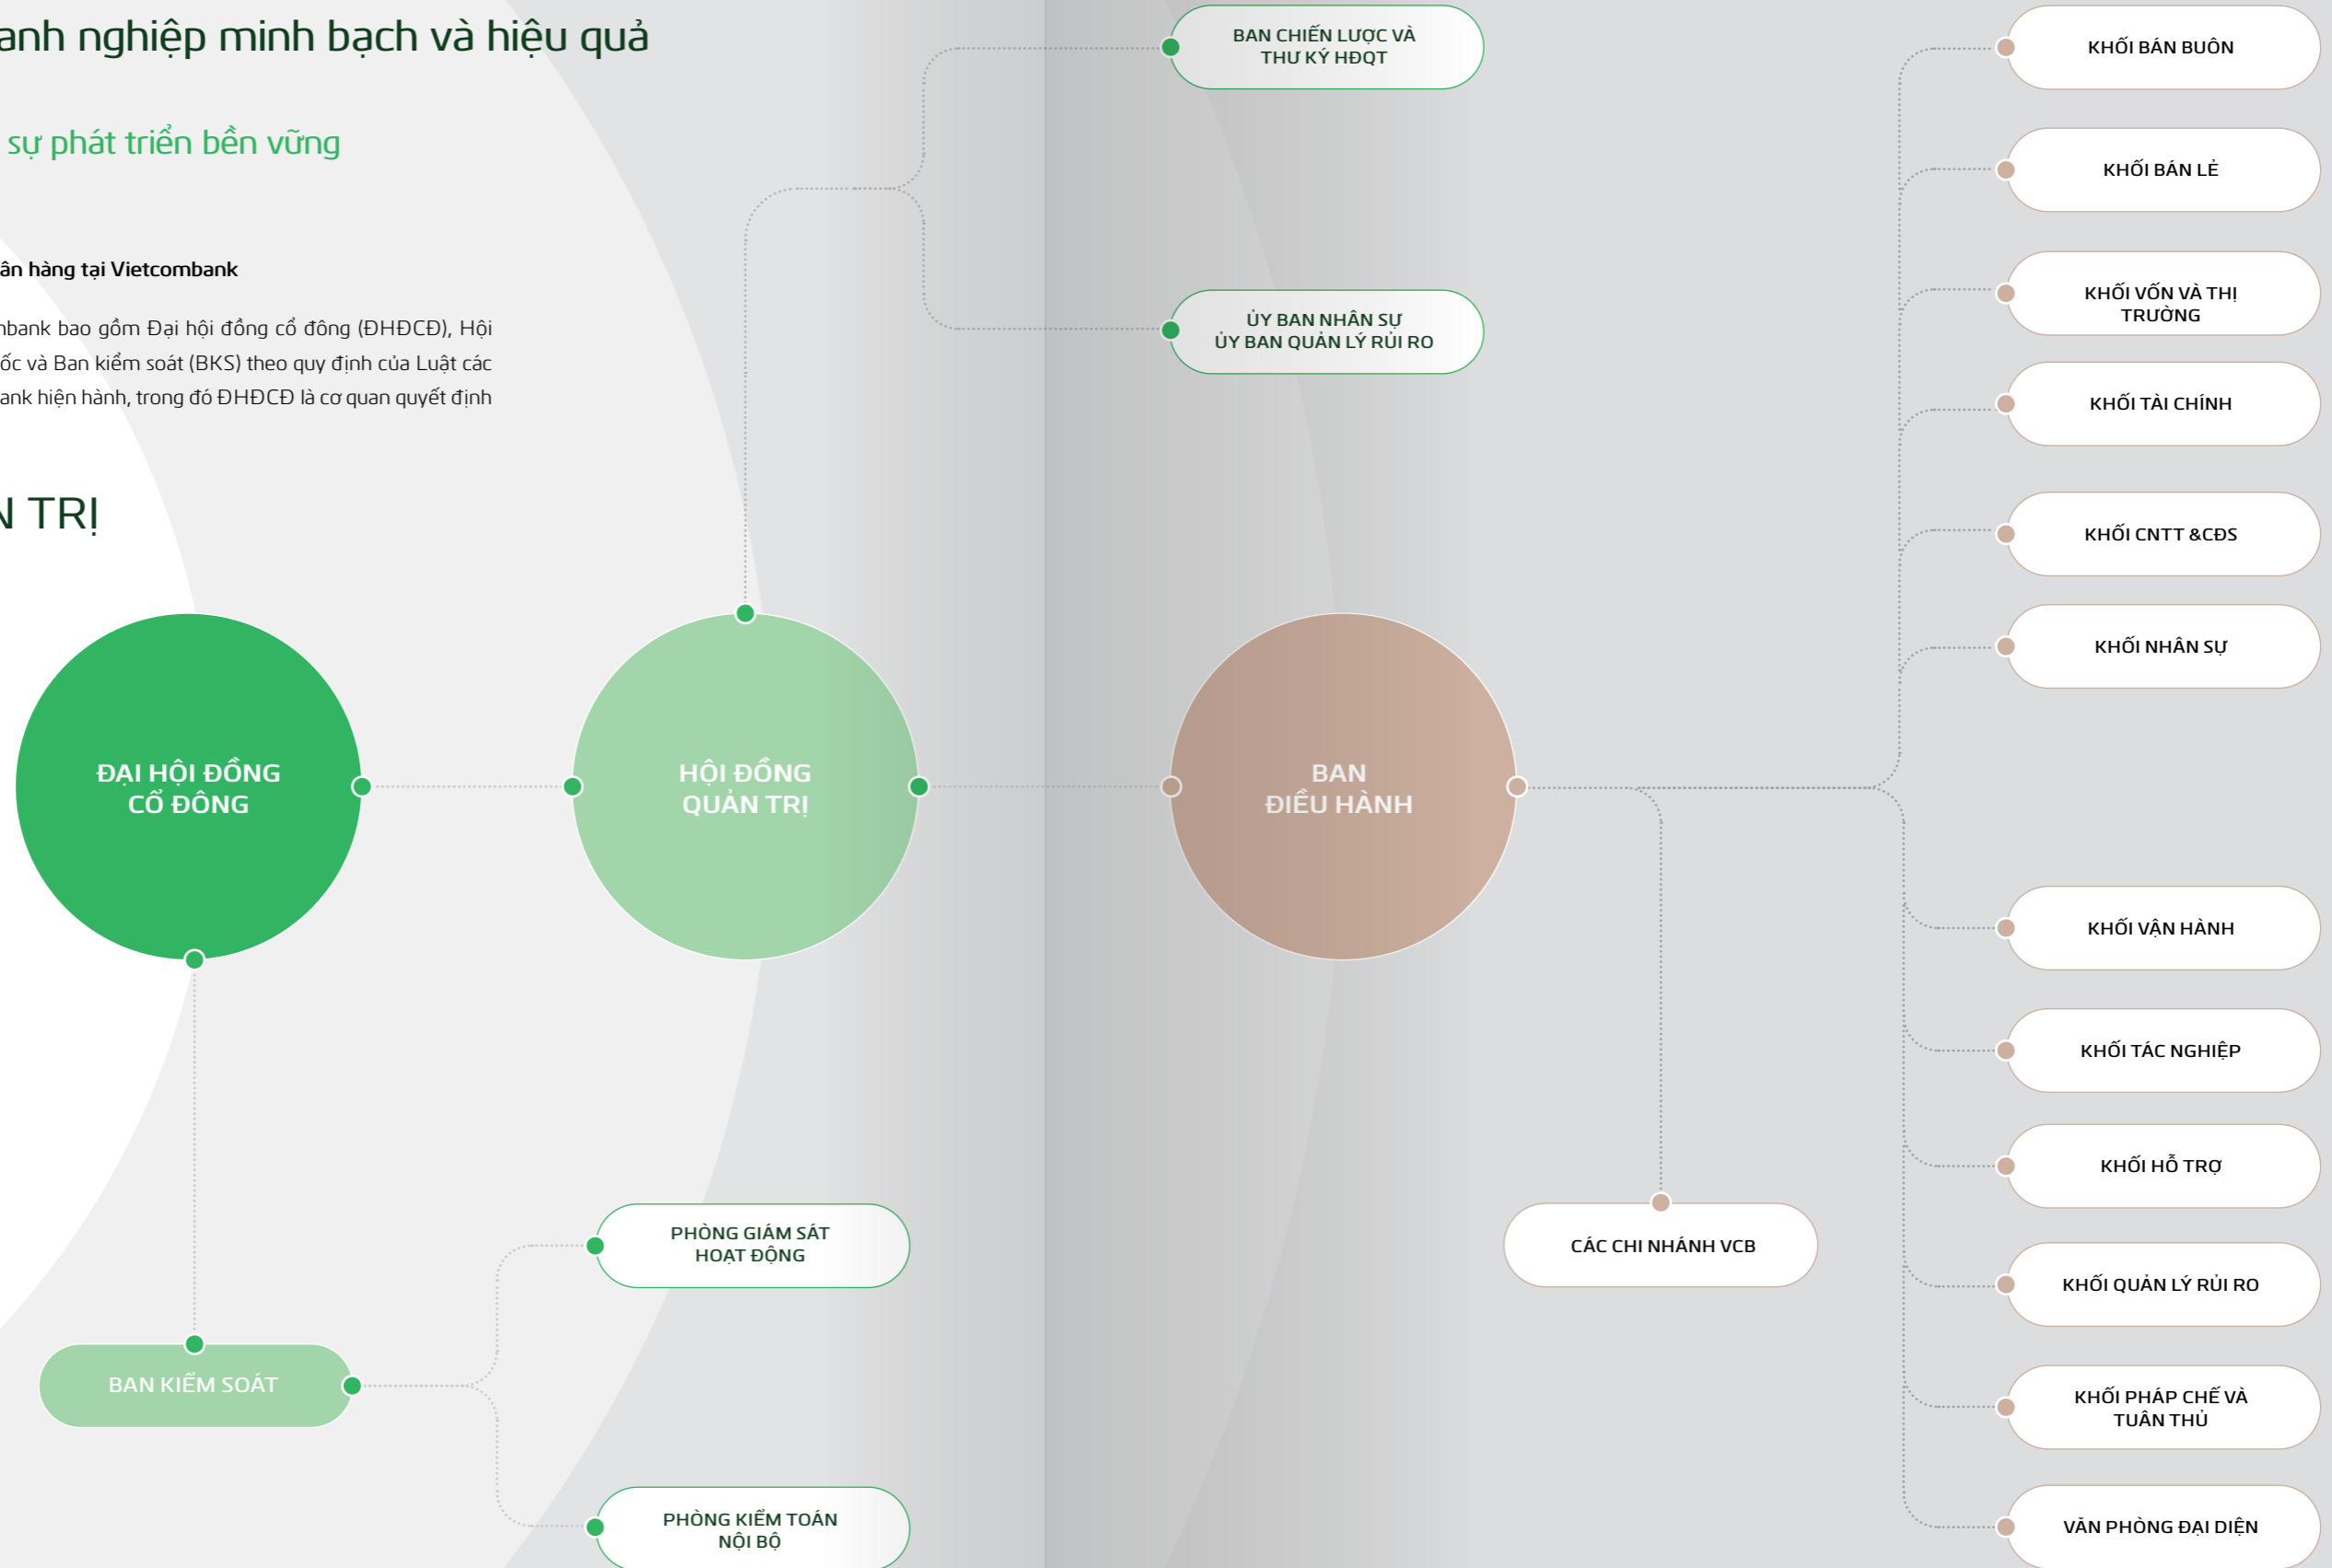 anh nghiệp minh bạch và hiệu quả
sự phát triển bền vững
ân hàng tại Vietcombank
nbank bao gồm Đại hội đồng cổ đông (ĐHĐCĐ), Hội
ốc và Ban kiểm soát (BKS) theo quy định của Luật các
ank hiện hành, trong đó ĐHĐCĐ là cơ quan quyết định
N TRỊ
ĐẠI HỘI ĐỒNG
CỔ ĐÔNG
HỘI ĐỒNG
QUẢN TRỊ
BAN
ĐIỀU HÀNH
BAN CHIẾN LƯỢC VÀ
THƯ KÝ HĐQT
ỦY BAN NHÂN SỰ
ỦY BAN QUẢN LÝ RỦI RO
BAN KIỂM SOÁT
PHÒNG GIÁM SÁT
HOẠT ĐỘNG
PHÒNG KIỂM TOÁN
NỘI BỘ
CÁC CHI NHÁNH VCB
KHỐI BÁN BUÔN
KHỐI BÁN LẺ
KHỐI VỐN VÀ THỊ
TRƯỜNG
KHỐI TÀI CHÍNH
KHỐI CNTT &CĐS
KHỐI NHÂN SỰ
KHỐI VẬN HÀNH
KHỐI TÁC NGHIỆP
KHỐI HỖ TRỢ
KHỐI QUẢN LÝ RỦI RO
KHỐI PHÁP CHẾ VÀ
TUÂN THỦ
VĂN PHÒNG ĐẠI DIỆN